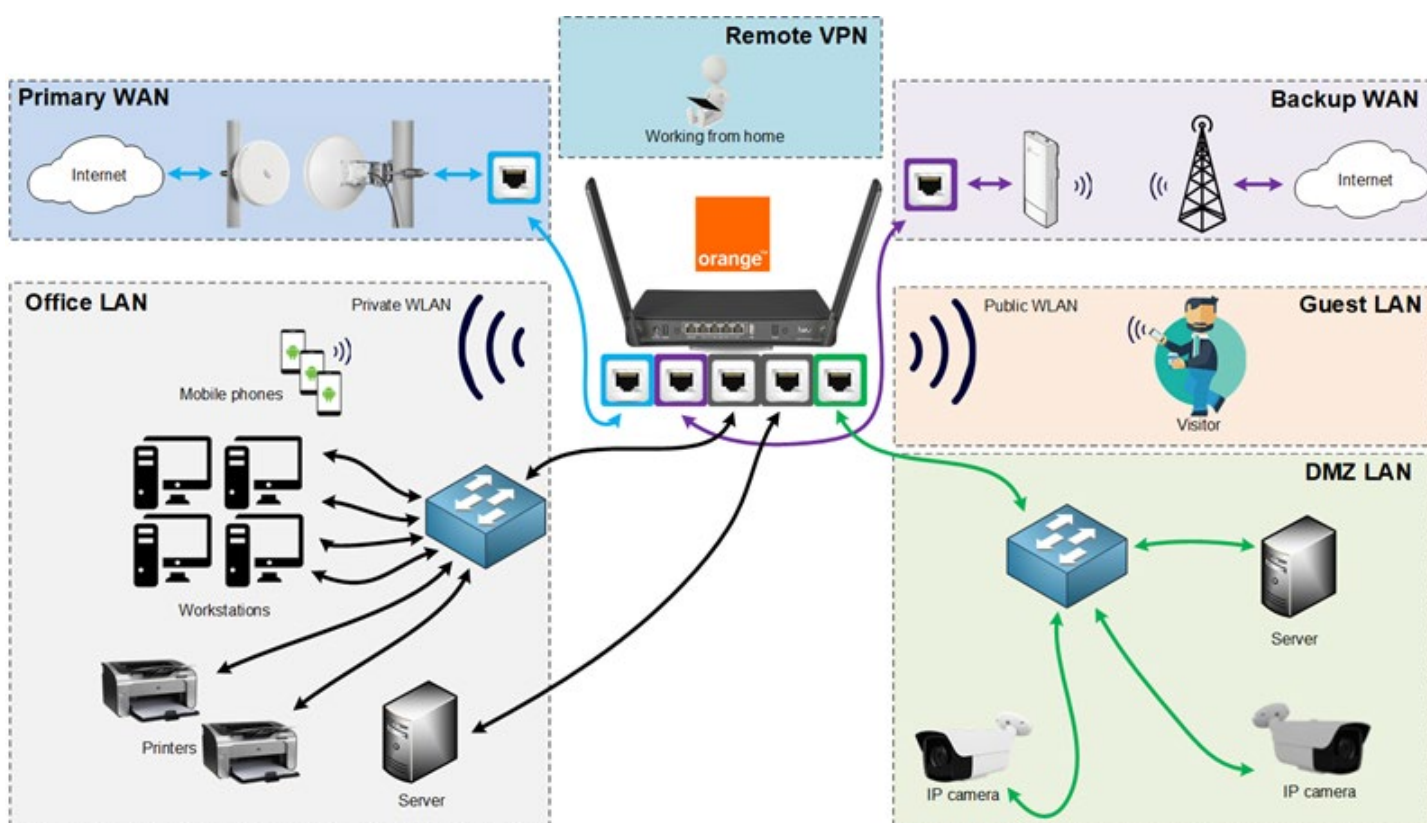 Remote VPN
Working from home
Primary WAN
Internet
Backup WAN
Internet
orange™
Office LAN
Private WLAN
Mobile phones
Workstations
Printers
Server
Public WLAN
Guest LAN
Visitor
DMZ LAN
Server
IP camera
IP camera